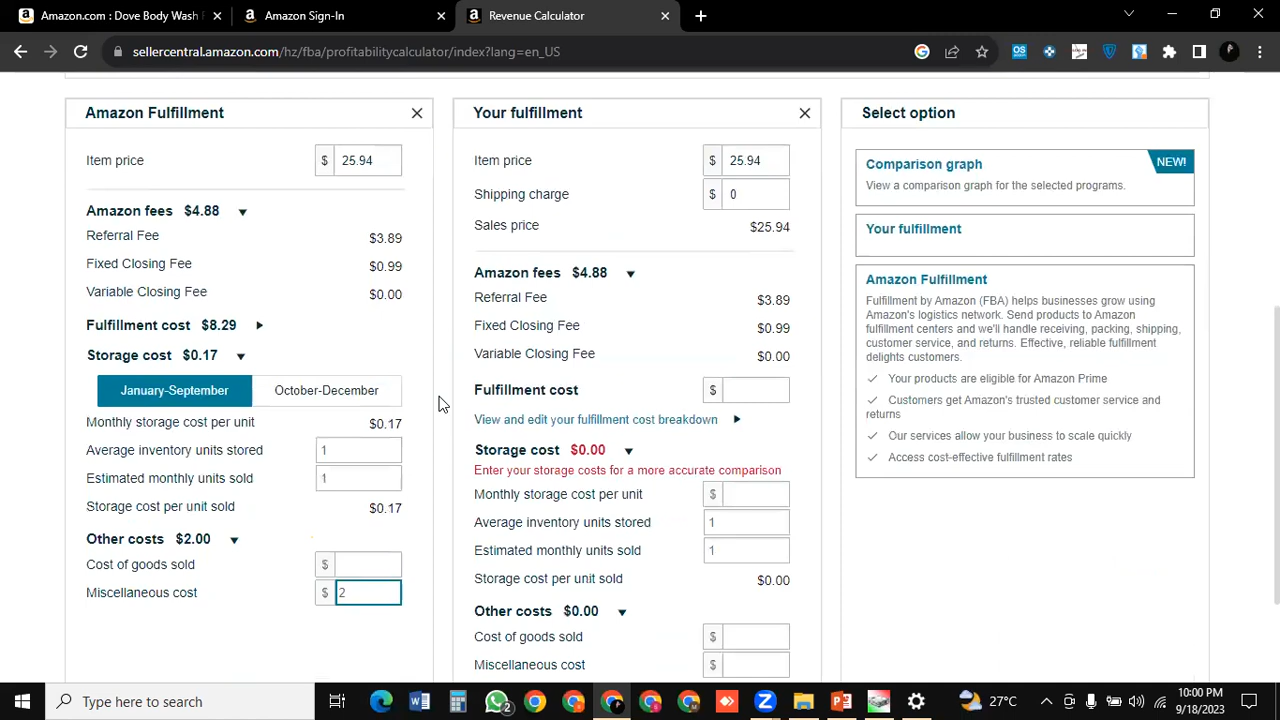 Amazon.com : Dove Body Wash
Amazon Sign-In
Revenue Calculator
sellercentral.amazon.com/hz/fba/profitabilitycalculator/index?lang=en_US
Amazon Fulfillment
Item price $ 25.94
Amazon fees $4.88
Referral Fee $3.89
Fixed Closing Fee $0.99
Variable Closing Fee $0.00
Fulfillment cost $8.29
Storage cost $0.17
January-September October-December
Monthly storage cost per unit $0.17
Average inventory units stored 1
Estimated monthly units sold 1
Storage cost per unit sold $0.17
Other costs $2.00
Cost of goods sold $
Miscellaneous cost $ 2
Your fulfillment
Item price $ 25.94
Shipping charge $ 0
Sales price $25.94
Amazon fees $4.88
Referral Fee $3.89
Fixed Closing Fee $0.99
Variable Closing Fee $0.00
Fulfillment cost $
View and edit your fulfillment cost breakdown
Storage cost $0.00
Enter your storage costs for a more accurate comparison
Monthly storage cost per unit $
Average inventory units stored 1
Estimated monthly units sold 1
Storage cost per unit sold $0.00
Other costs $0.00
Cost of goods sold $
Miscellaneous cost $
Select option
Comparison graph NEW!
View a comparison graph for the selected programs.
Your fulfillment
Amazon Fulfillment
Fulfillment by Amazon (FBA) helps businesses grow using
Amazon's logistics network. Send products to Amazon
fulfillment centers and we'll handle receiving, packing, shipping,
customer service, and returns. Effective, reliable fulfillment
delights customers.
Your products are eligible for Amazon Prime
Customers get Amazon's trusted customer service and
returns
Our services allow your business to scale quickly
Access cost-effective fulfillment rates
Type here to search
2
27°C
10:00 PM
9/18/2023